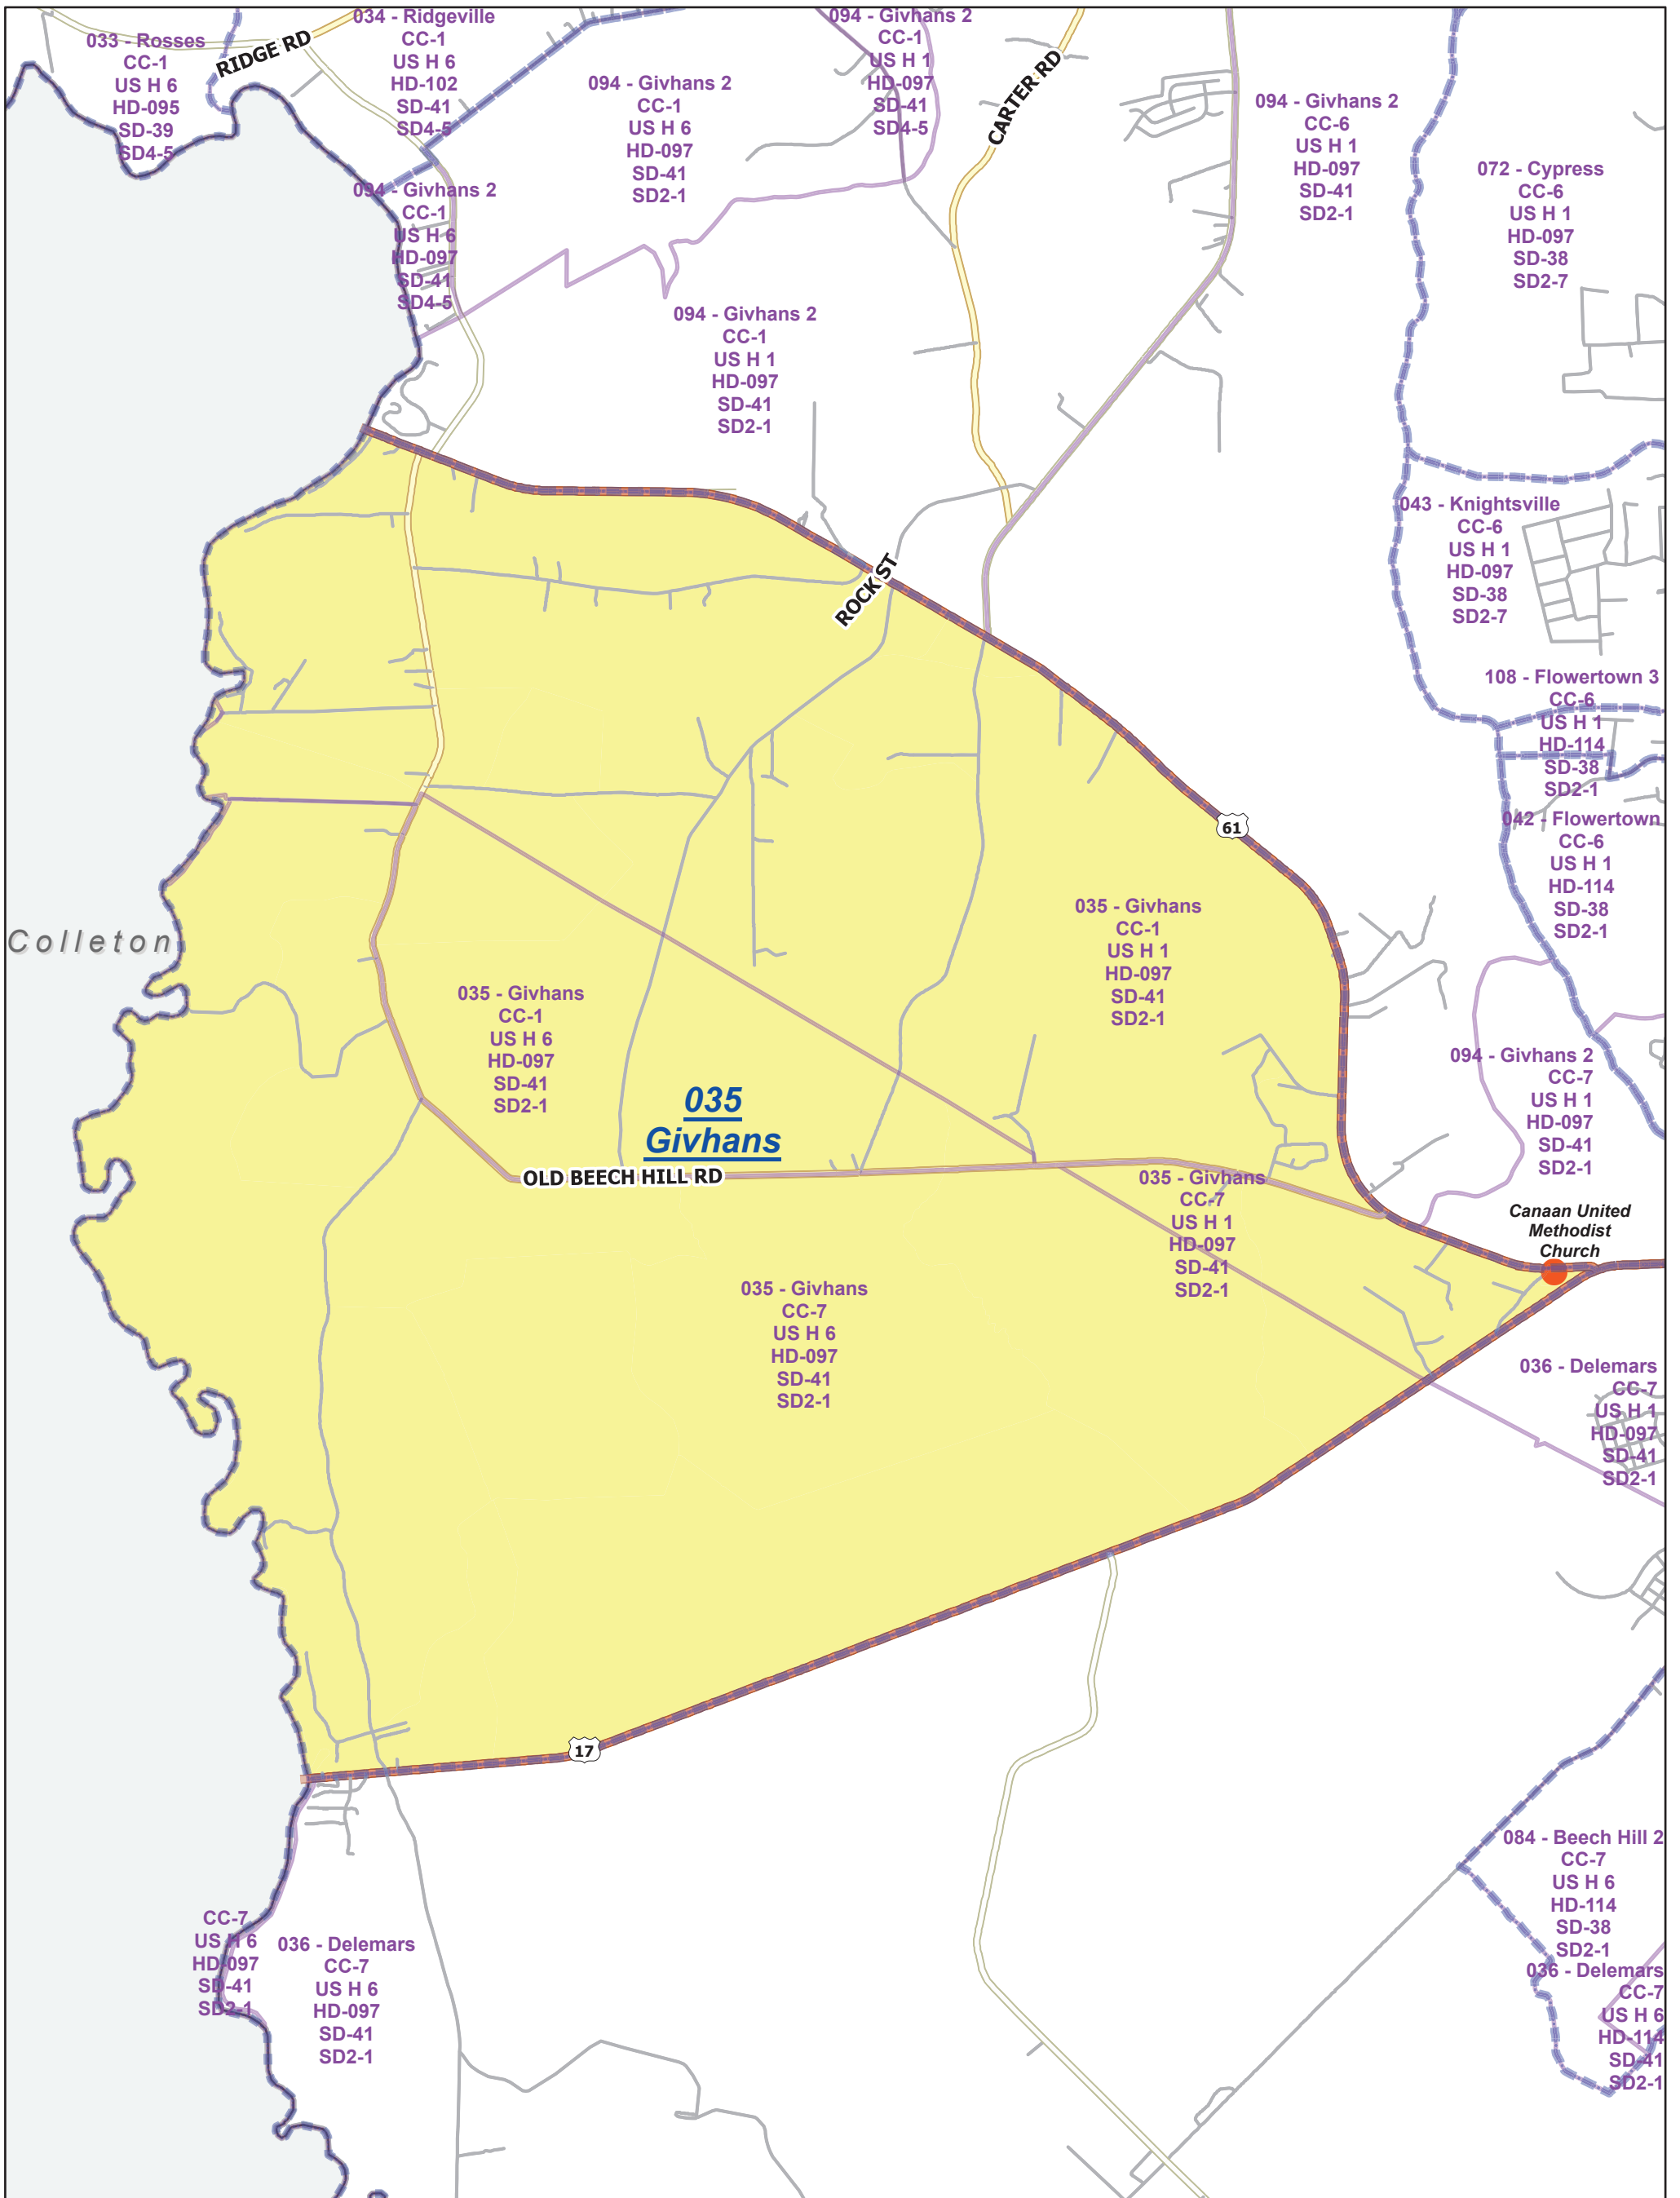 033 - Rosses
CC-1
US H 6
HD-095
SD-39
SD4-5
RIDGE RD
034 - Ridgeville
CC-1
US H 6
HD-102
SD-41
SD4-5
094 - Givhans 2
CC-1
US H 6
HD-097
SD-41
SD2-1
094 - Givhans 2
CC-1
US H 1
HD-097
SD-41
SD4-5
CARTER RD
094 - Givhans 2
CC-6
US H 1
HD-097
SD-41
SD2-1
072 - Cypress
CC-6
US H 1
HD-097
SD-38
SD2-7
094 - Givhans 2
CC-1
US H 6
HD-097
SD-41
SD4-5
094 - Givhans 2
CC-1
US H 1
HD-097
SD-41
SD2-1
043 - Knightsville
CC-6
US H 1
HD-097
SD-38
SD2-7
ROCK ST
108 - Flowertown 3
CC-6
US H 1
HD-114
SD-38
SD2-1
61
042 - Flowertown
CC-6
US H 1
HD-114
SD-38
SD2-1
Colleton
035 - Givhans
CC-1
US H 1
HD-097
SD-41
SD2-1
035 - Givhans
CC-1
US H 6
HD-097
SD-41
SD2-1
094 - Givhans 2
CC-7
US H 1
HD-097
SD-41
SD2-1
035
Givhans
OLD BEECH HILL RD
035 - Givhans
CC-7
US H 1
HD-097
SD-41
SD2-1
Canaan United
Methodist
Church
035 - Givhans
CC-7
US H 6
HD-097
SD-41
SD2-1
036 - Delemars
CC-7
US H 1
HD-097
SD-41
SD2-1
17
084 - Beech Hill 2
CC-7
US H 6
HD-114
SD-38
SD2-1
CC-7
US H 6
HD-097
SD-41
SD2-1
036 - Delemars
CC-7
US H 6
HD-097
SD-41
SD2-1
036 - Delemars
CC-7
US H 6
HD-114
SD-41
SD2-1